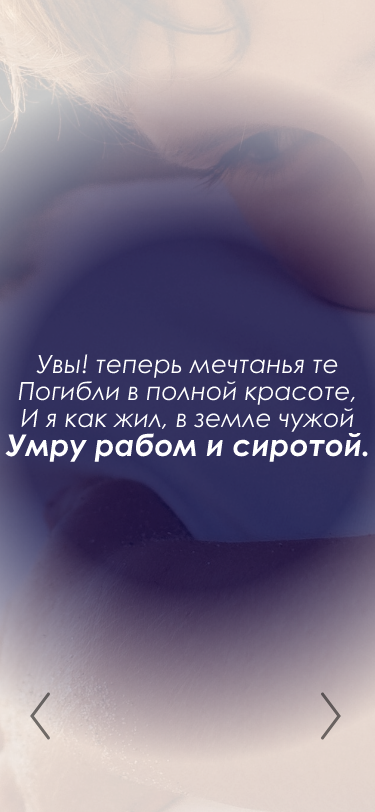 Увы! теперь мечтанья те
Погибли в полной красоте,
И я как жил, в земле чужой
Умру рабом и сиротой.